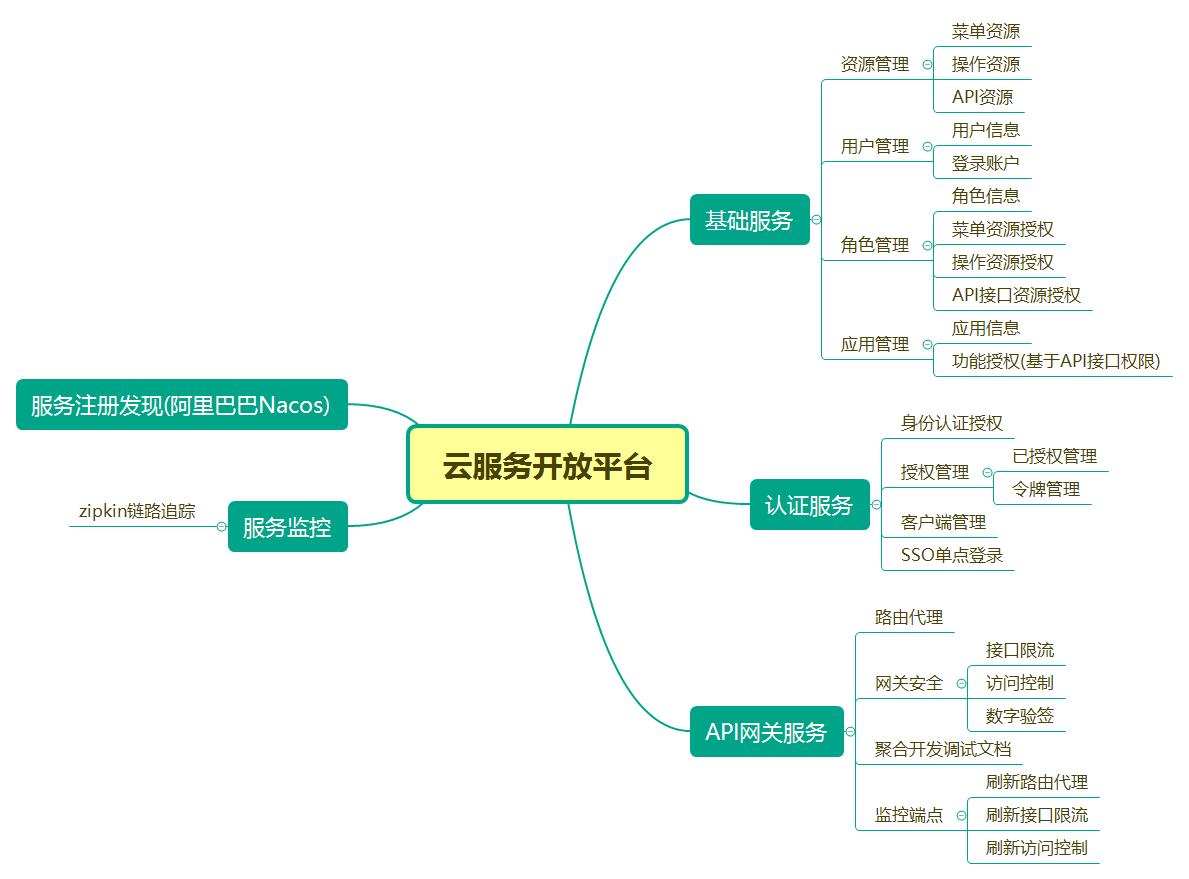 云服务开放平台
基础服务
资源管理
菜单资源
操作资源
API资源
用户管理
用户信息
登录账户
角色管理
角色信息
菜单资源授权
操作资源授权
API接口资源授权
应用管理
应用信息
功能授权(基于API接口权限)
认证服务
身份认证授权
授权管理
已授权管理
令牌管理
客户端管理
SSO单点登录
API网关服务
路由代理
网关安全
接口限流
访问控制
数字验签
聚合开发调试文档
监控端点
刷新路由代理
刷新接口限流
刷新访问控制
服务注册发现(阿里巴巴Nacos)
服务监控
zipkin链路追踪